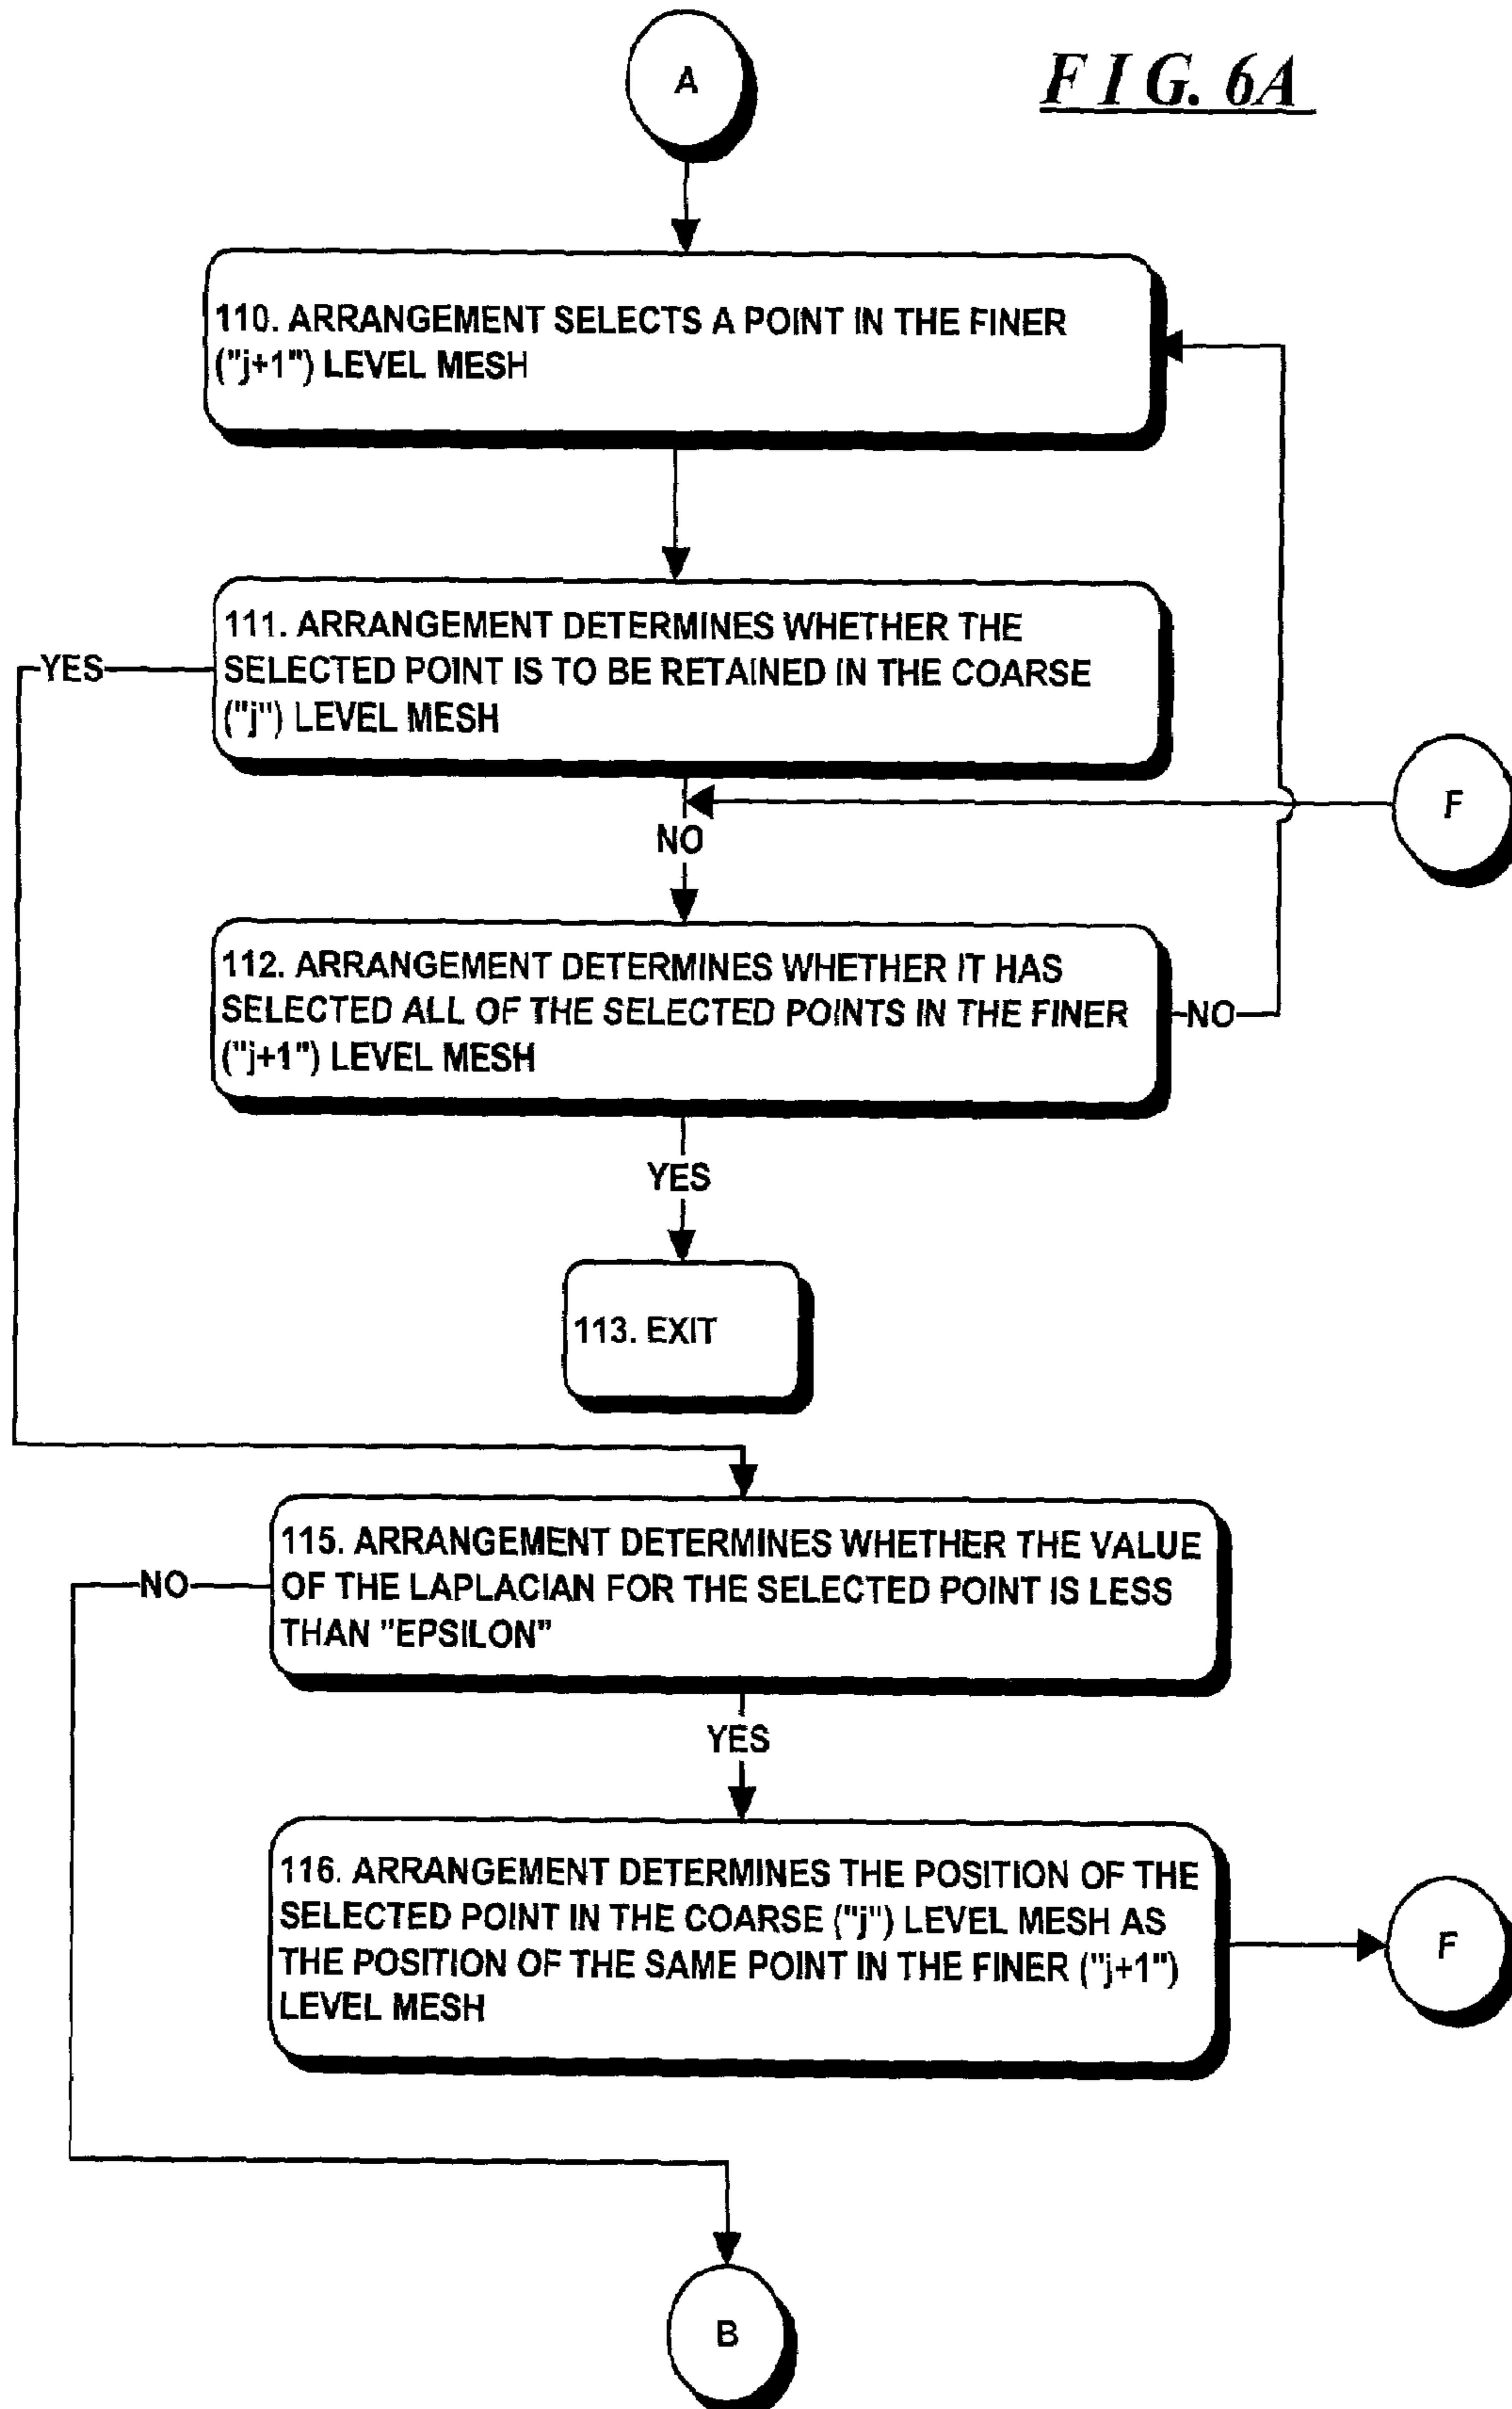 A
FIG. 6A
110. ARRANGEMENT SELECTS A POINT IN THE FINER
("j+1") LEVEL MESH
111. ARRANGEMENT DETERMINES WHETHER THE
SELECTED POINT IS TO BE RETAINED IN THE COARSE
("j") LEVEL MESH
YES
F
NO
112. ARRANGEMENT DETERMINES WHETHER IT HAS
SELECTED ALL OF THE SELECTED POINTS IN THE FINER
("j+1") LEVEL MESH
NO
YES
113. EXIT
115. ARRANGEMENT DETERMINES WHETHER THE VALUE
OF THE LAPLACIAN FOR THE SELECTED POINT IS LESS
THAN "EPSILON"
NO
YES
116. ARRANGEMENT DETERMINES THE POSITION OF THE
SELECTED POINT IN THE COARSE ("j") LEVEL MESH AS
THE POSITION OF THE SAME POINT IN THE FINER ("j+1")
LEVEL MESH
F
B